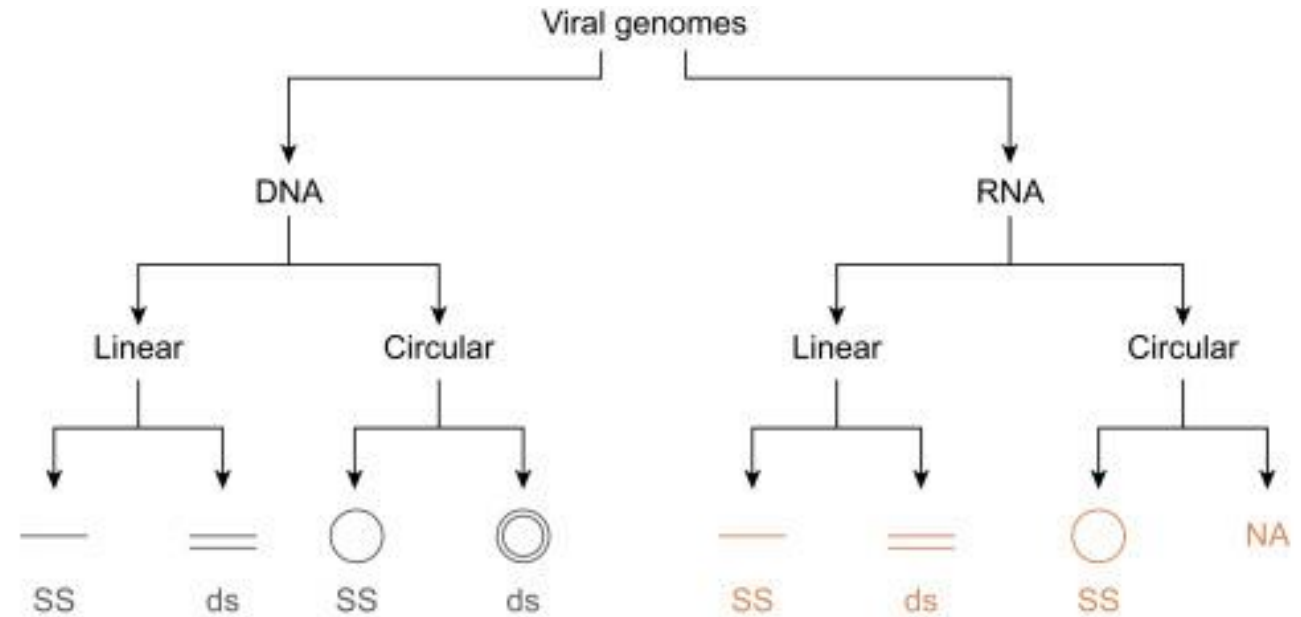 Viral genomes
DNA
RNA
Linear
Circular
Linear
Circular
NA
SS
ds
SS
ds
SS
ds
SS